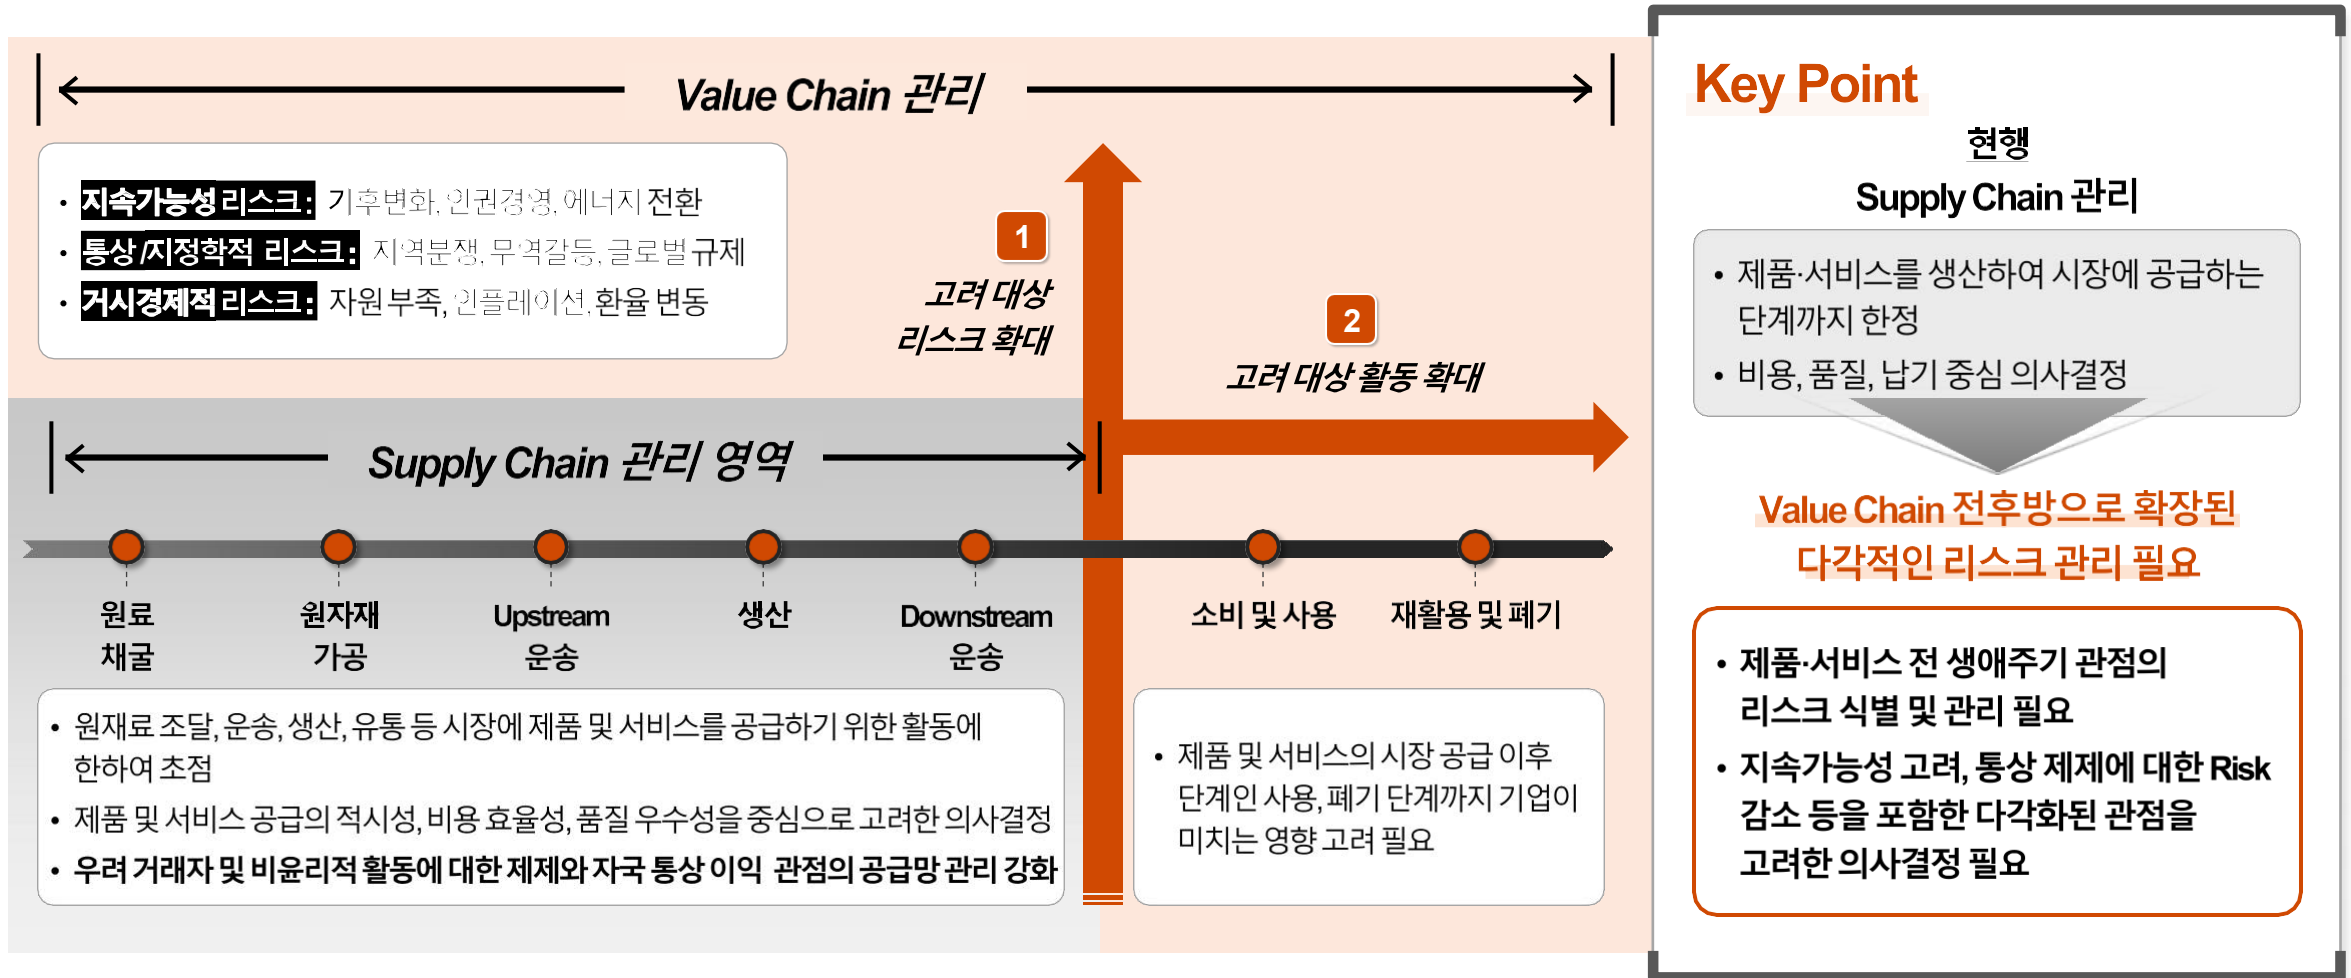 Value Chain 관리
• 지속가능성 리스크: 기후변화, 인권경영, 에너지 전환
• 통상/지정학적 리스크: 지역분쟁, 무역갈등, 글로벌 규제
• 거시경제적 리스크: 자원 부족, 인플레이션, 환율 변동
1
고려 대상
리스크 확대
2
고려 대상 활동 확대
Supply Chain 관리 영역
원료
채굴
원자재
가공
Upstream
운송
생산
Downstream
운송
소비 및 사용
재활용 및 폐기
• 원재료 조달, 운송, 생산, 유통 등 시장에 제품 및 서비스를 공급하기 위한 활동에
한하여 초점
• 제품 및 서비스 공급의 적시성, 비용 효율성, 품질 우수성을 중심으로 고려한 의사결정
• 우려 거래자 및 비윤리적 활동에 대한 제제와 자국 통상 이익 관점의 공급망 관리 강화
• 제품 및 서비스의 시장 공급 이후
단계인 사용, 폐기 단계까지 기업이
미치는 영향 고려 필요
Key Point
현행
Supply Chain 관리
• 제품·서비스를 생산하여 시장에 공급하는
단계까지 한정
• 비용, 품질, 납기 중심 의사결정
Value Chain 전후방으로 확장된
다각적인 리스크 관리 필요
• 제품·서비스 전 생애주기 관점의
리스크 식별 및 관리 필요
• 지속가능성 고려, 통상 제제에 대한 Risk
감소 등을 포함한 다각화된 관점을
고려한 의사결정 필요